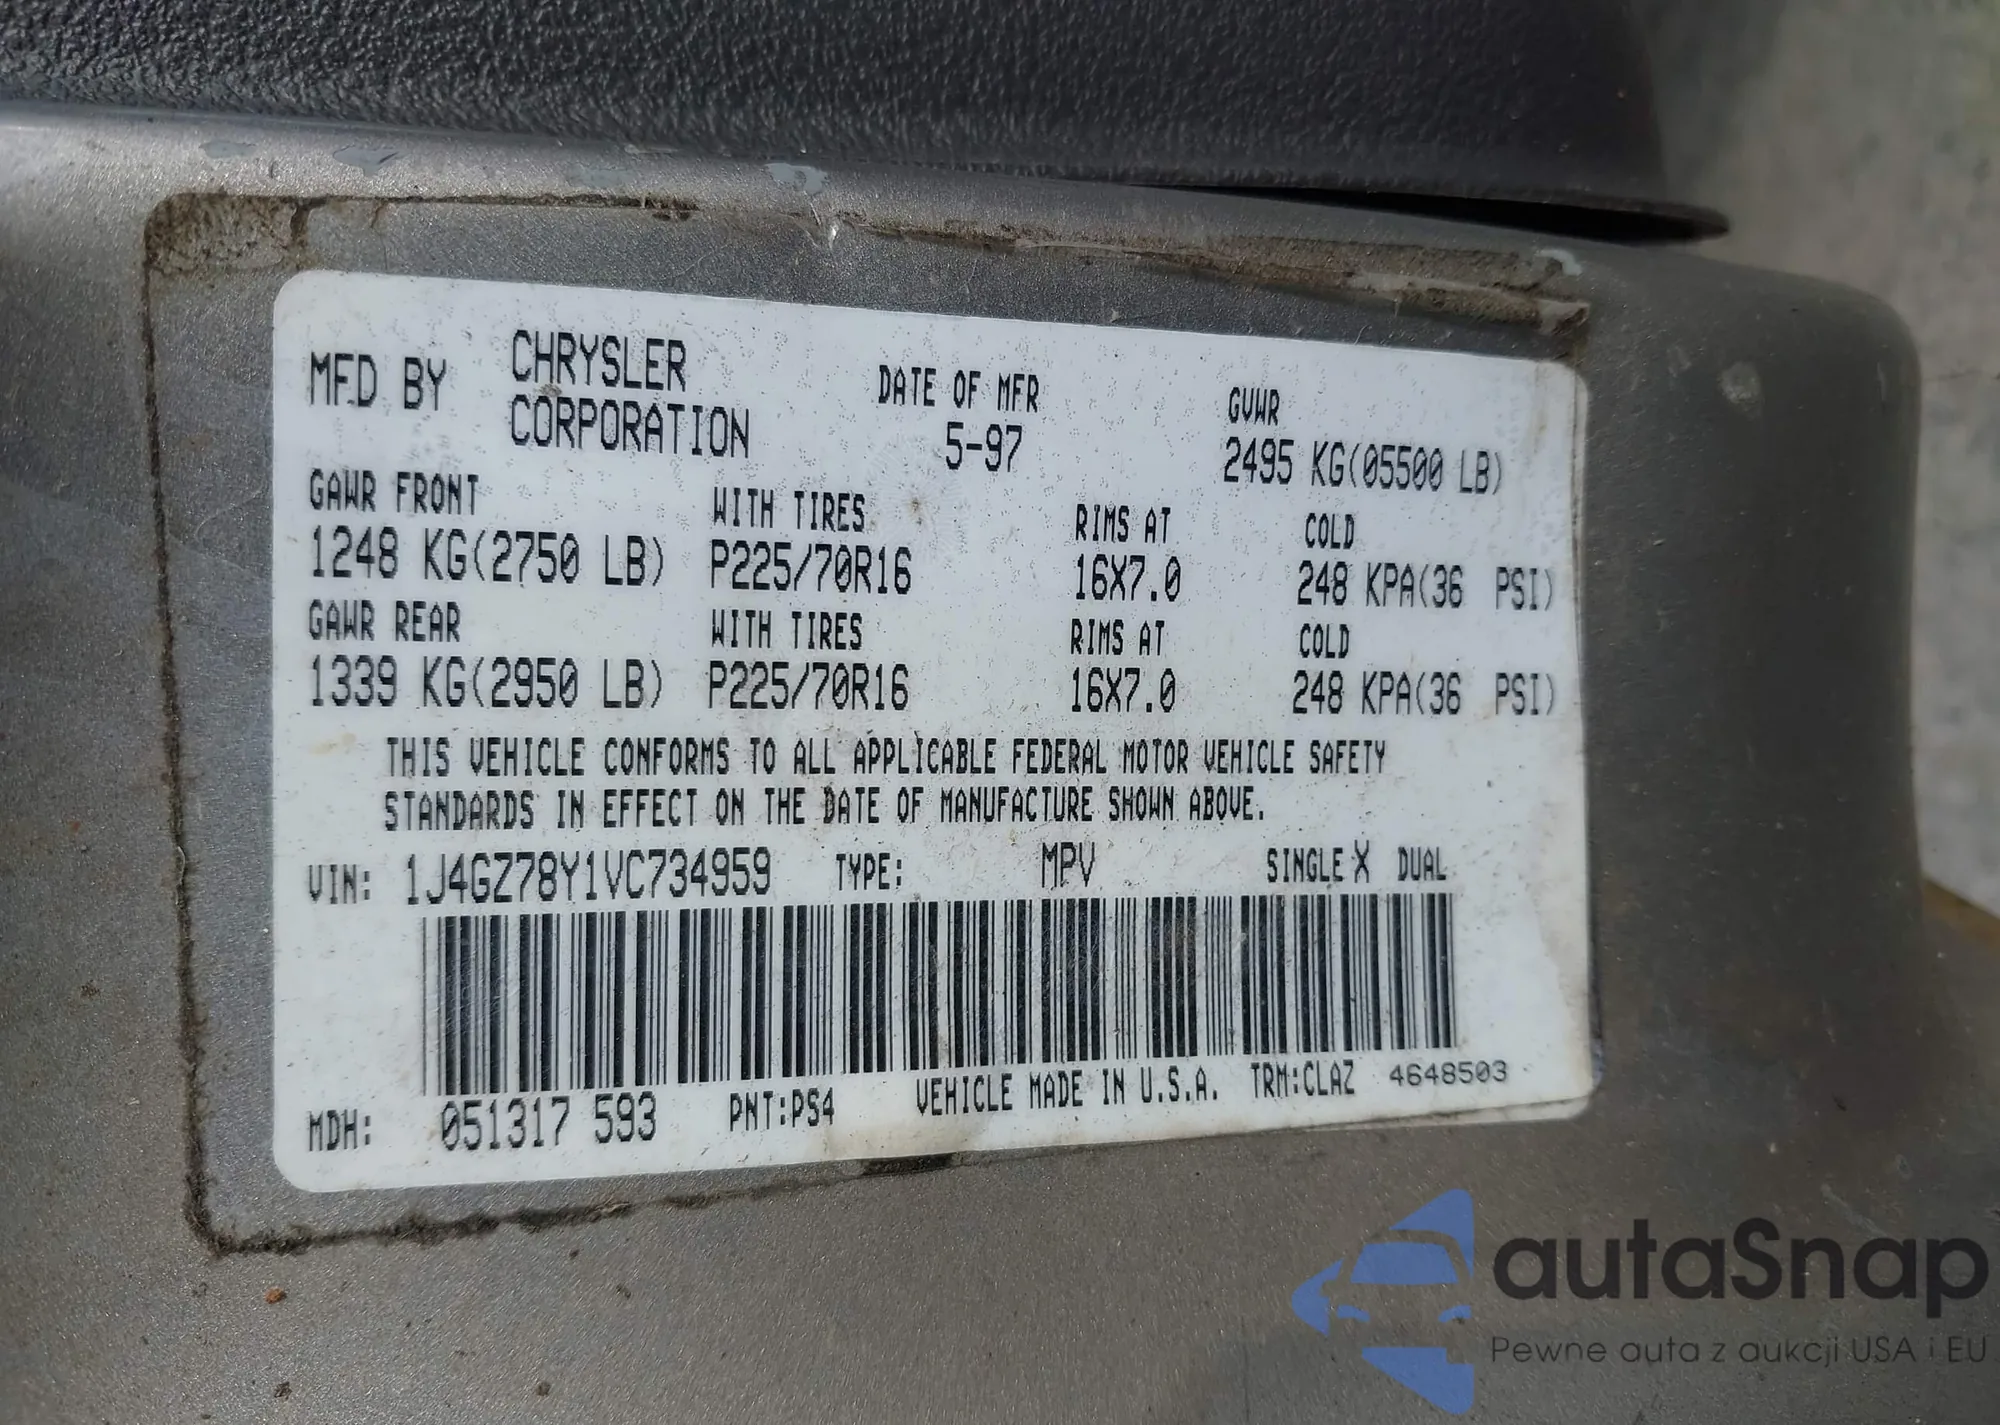 MFD BY CHRYSLER CORPORATION DATE OF MFR 5-97 GVWR 2495 KG(05500 LB)
GAWR FRONT WITH TIRES RIMS AT COLD
1248 KG(2750 LB) P225/70R16 16X7.0 248 KPA(36 PSI)
GAWR REAR WITH TIRES RIMS AT COLD
1339 KG(2950 LB) P225/70R16 16X7.0 248 KPA(36 PSI)
THIS VEHICLE CONFORMS TO ALL APPLICABLE FEDERAL MOTOR VEHICLE SAFETY
STANDARDS IN EFFECT ON THE DATE OF MANUFACTURE SHOWN ABOVE.
VIN: 1J4GZ78Y1VC734959 TYPE: MPV SINGLE X DUAL
MDH: 051317 593 PNT:PS4 VEHICLE MADE IN U.S.A. TRM:CLAZ 4648503
autaSnap
Pewne auta z aukcji USA i EU